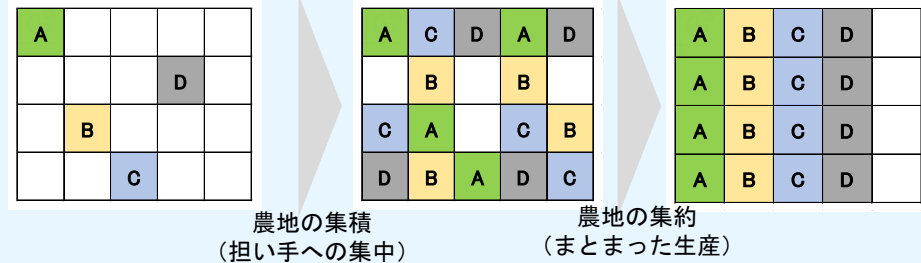 A
D
B
C
A C D A D
B B
C A C B
D B A D C
A B C D
A B C D
A B C D
A B C D
農地の集積
（担い手への集中）
農地の集約
（まとまった生産）